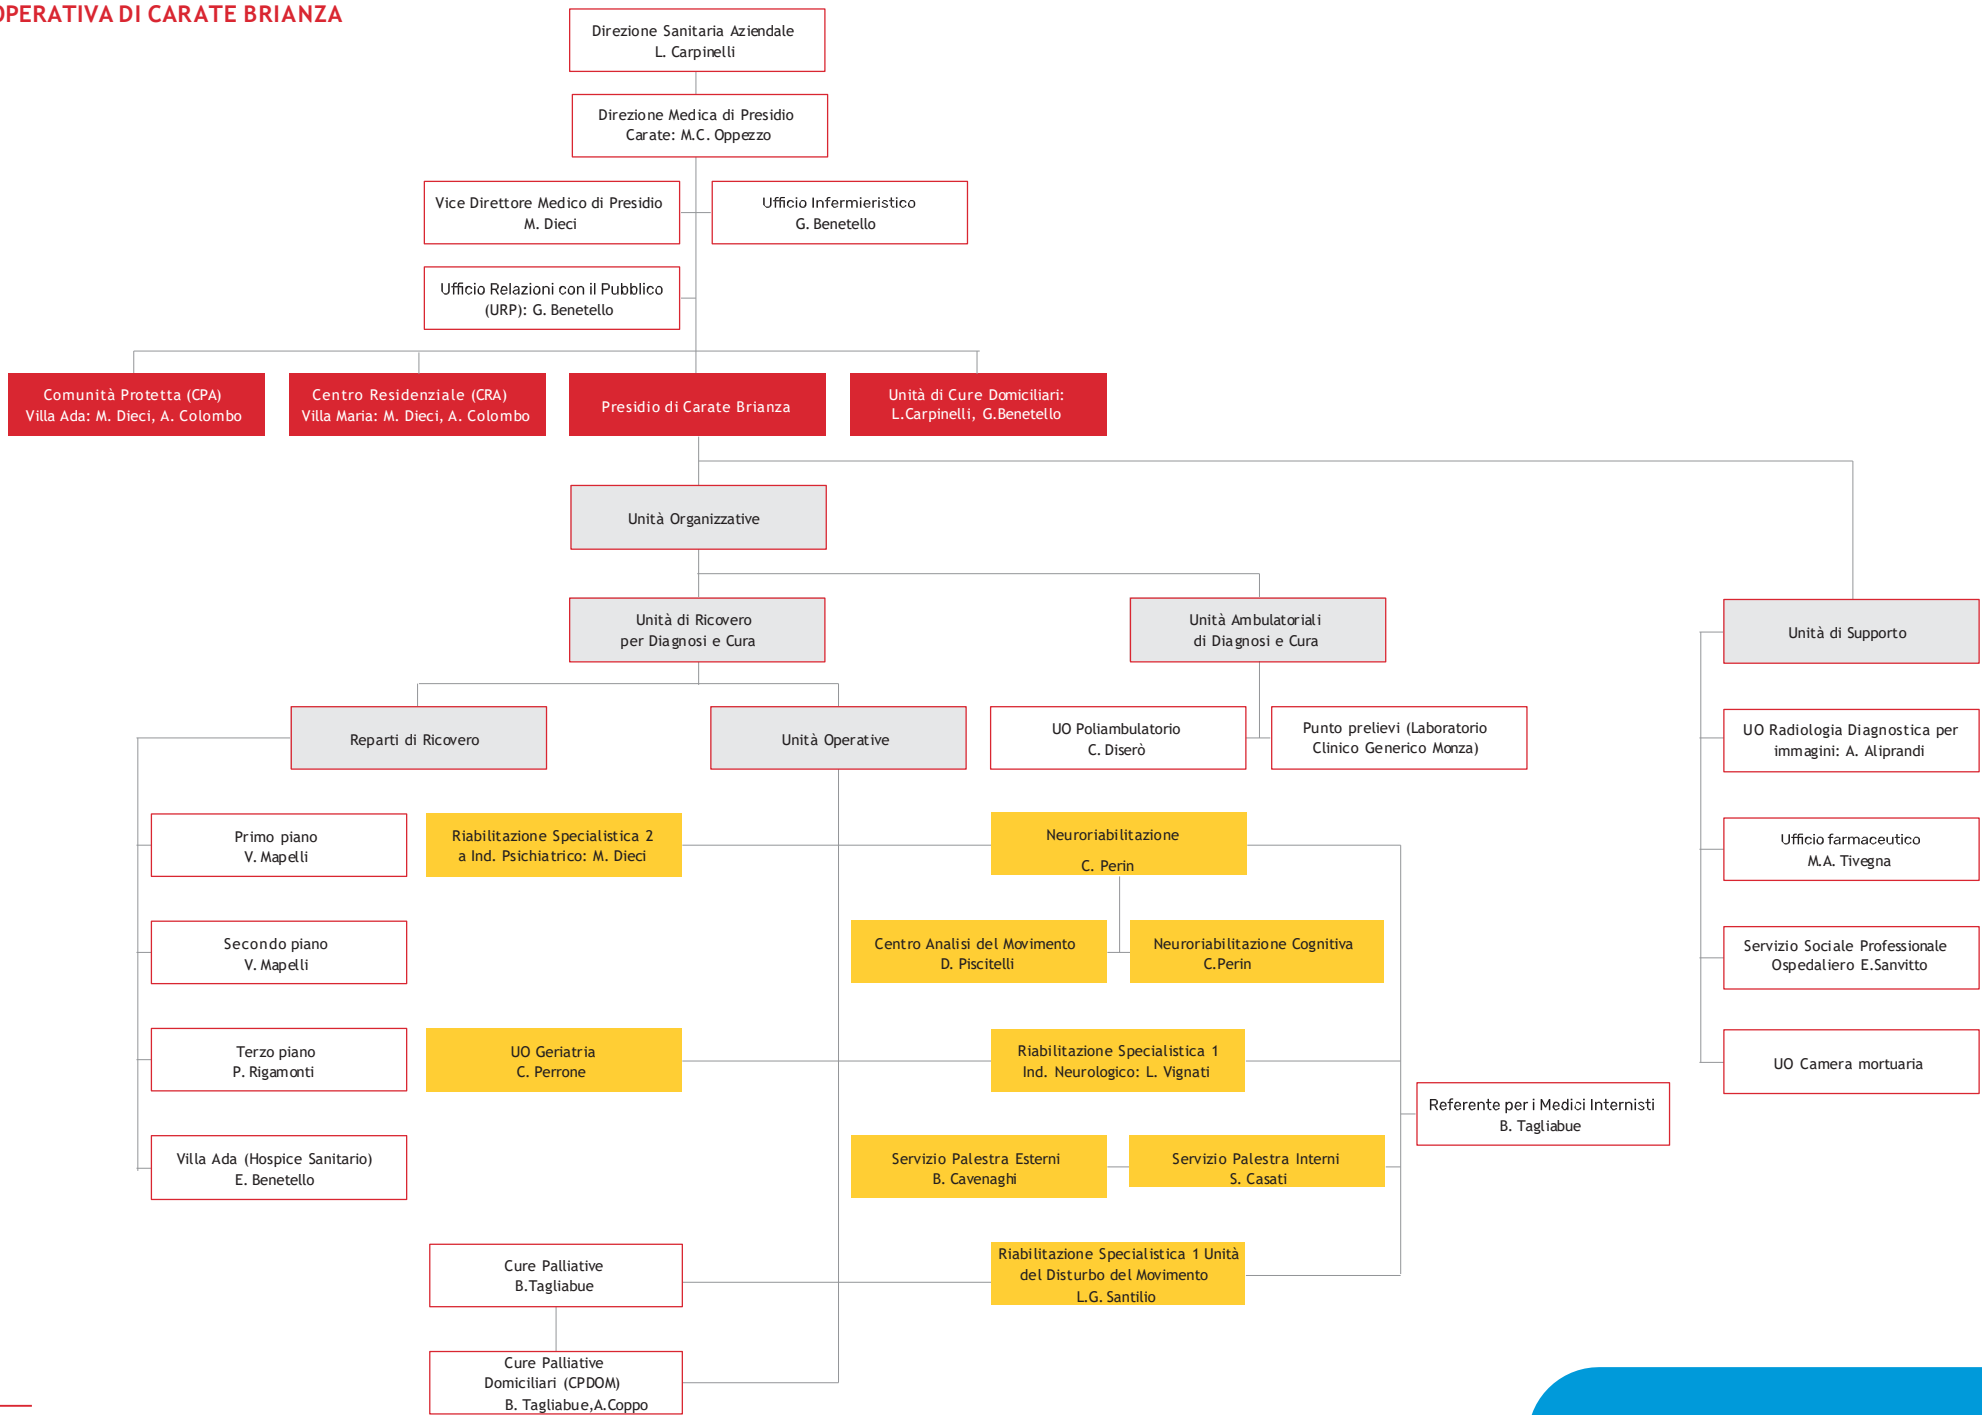 OPERATIVA DI CARATE BRIANZA
Direzione Sanitaria Aziendale
L. Carpinelli
Direzione Medica di Presidio
Carate: M.C. Oppezzo
Vice Direttore Medico di Presidio
M. Dieci
Ufficio Infermieristico
G. Benetello
Ufficio Relazioni con il Pubblico
(URP): G. Benetello
Comunità Protetta (CPA)
Villa Ada: M. Dieci, A. Colombo
Centro Residenziale (CRA)
Villa Maria: M. Dieci, A. Colombo
Presidio di Carate Brianza
Unità di Cure Domiciliari:
L.Carpinelli, G.Benetello
Unità Organizzative
Unità di Ricovero
per Diagnosi e Cura
Unità Ambulatoriali
di Diagnosi e Cura
Unità di Supporto
Reparti di Ricovero
Unità Operative
UO Poliambulatorio
C. Diserò
Punto prelievi (Laboratorio
Clinico Generico Monza)
UO Radiologia Diagnostica per
immagini: A. Aliprandi
Primo piano
V. Mapelli
Riabilitazione Specialistica 2
a Ind. Psichiatrico: M. Dieci
Neuroriabilitazione
C. Perin
Ufficio farmaceutico
M.A. Tivegna
Secondo piano
V. Mapelli
Centro Analisi del Movimento
D. Piscitelli
Neuroriabilitazione Cognitiva
C.Perin
Servizio Sociale Professionale
Ospedaliero E.Sanvitto
Terzo piano
P. Rigamonti
UO Geriatria
C. Perrone
Riabilitazione Specialistica 1
Ind. Neurologico: L. Vignati
UO Camera mortuaria
Referente per i Medici Internisti
B. Tagliabue
Villa Ada (Hospice Sanitario)
E. Benetello
Servizio Palestra Esterni
B. Cavenaghi
Servizio Palestra Interni
S. Casati
Cure Palliative
B.Tagliabue
Riabilitazione Specialistica 1 Unità
del Disturbo del Movimento
L.G. Santilio
Cure Palliative
Domiciliari (CPDOM)
B. Tagliabue,A.Coppo